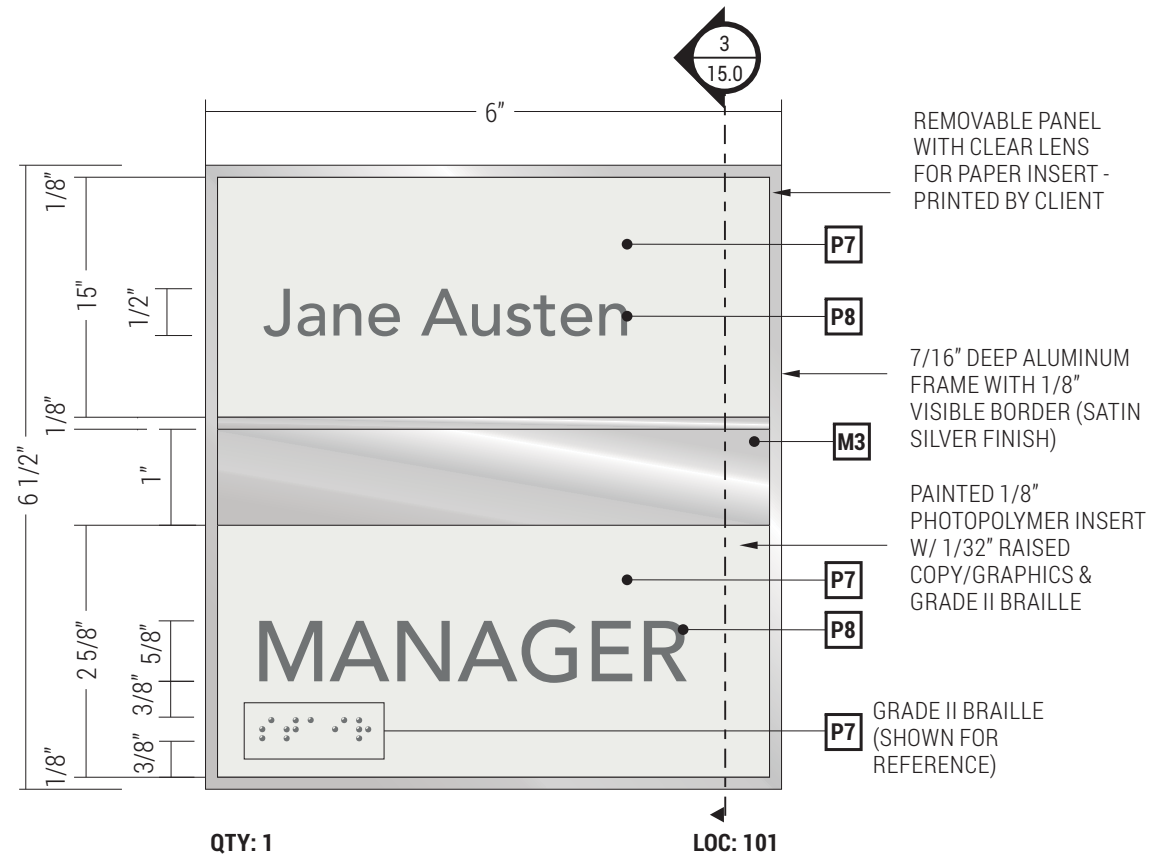 3
15.0
6"
REMOVABLE PANEL
WITH CLEAR LENS
FOR PAPER INSERT -
PRINTED BY CLIENT
1/8"
15"
1/2"
1/8"
6 1/2"
1"
2 5/8"
5/8"
3/8"
3/8"
1/8"
P7
Jane Austen
P8
7/16" DEEP ALUMINUM
FRAME WITH 1/8"
VISIBLE BORDER (SATIN
SILVER FINISH)
M3
PAINTED 1/8"
PHOTOPOLYMER INSERT
W/ 1/32" RAISED
COPY/GRAPHICS &
GRADE II BRAILLE
P7
MANAGER
P8
P7
GRADE II BRAILLE
(SHOWN FOR
REFERENCE)
QTY: 1
LOC: 101